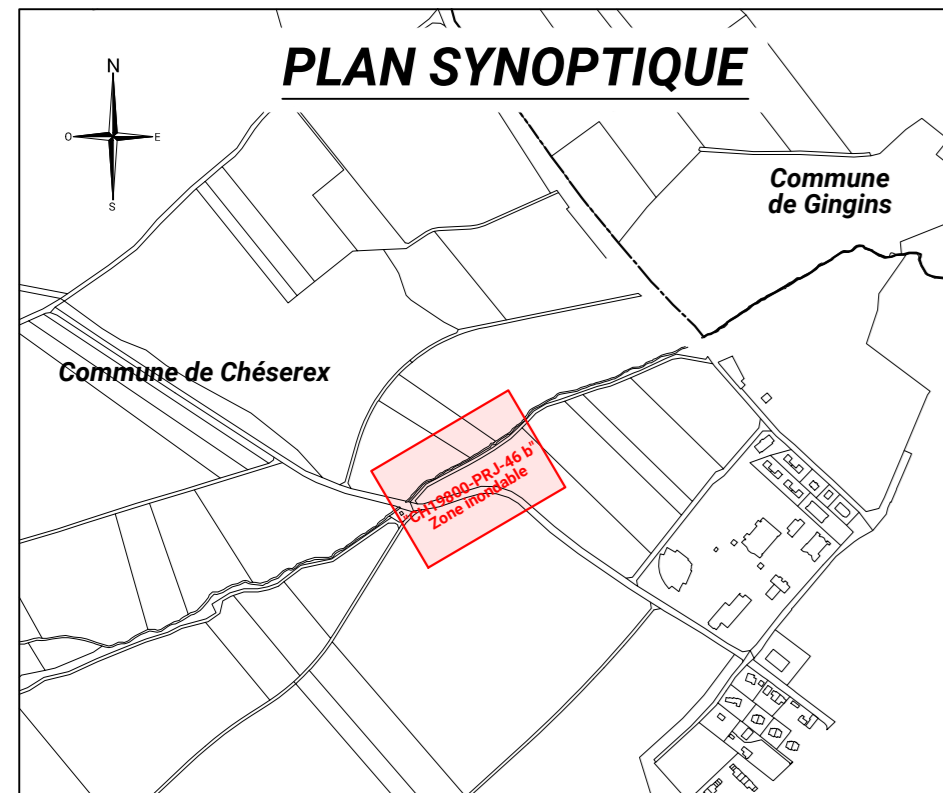 PLAN SYNOPTIQUE
N
O
E
S
Commune
de Gingins
Commune de Chéserex
"CH19800-PRJ-46 b"
Zone inondable